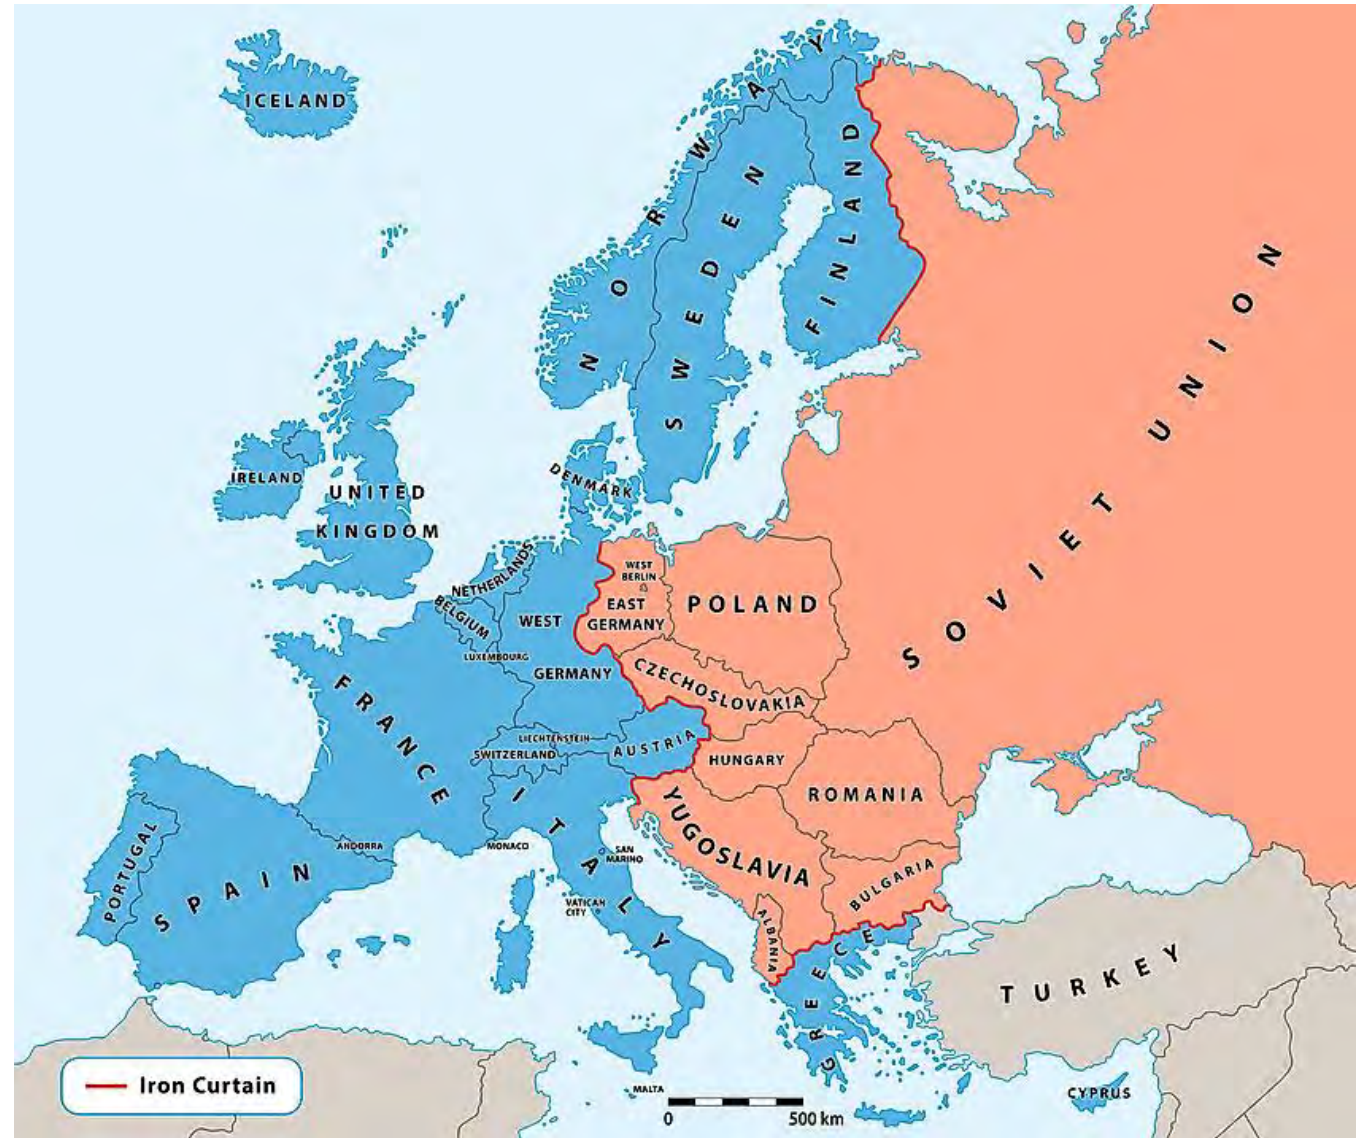 ICELAND
NORWAY
SWEDEN
FINLAND
SOVIET UNION
IRELAND
UNITED
KINGDOM
DENMARK
NETHERLANDS
BELGIUM
LUXEMBOURG
WEST
GERMANY
WEST
BERLIN
EAST
GERMANY
POLAND
CZECHOSLOVAKIA
FRANCE
LIECHTENSTEIN
SWITZERLAND
AUSTRIA
HUNGARY
ROMANIA
YUGOSLAVIA
BULGARIA
ALBANIA
ITALY
MONACO
SAN
MARINO
VATICAN
CITY
ANDORRA
PORTUGAL
SPAIN
GREECE
TURKEY
CYPRUS
MALTA
Iron Curtain
0 500 km